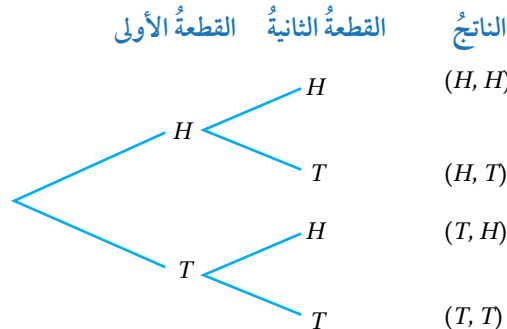 القطعةُ الأولى القطعةُ الثانيةُ الناتجُ
H (H, H)
H
T (H, T)
H (T, H)
T
T (T, T)